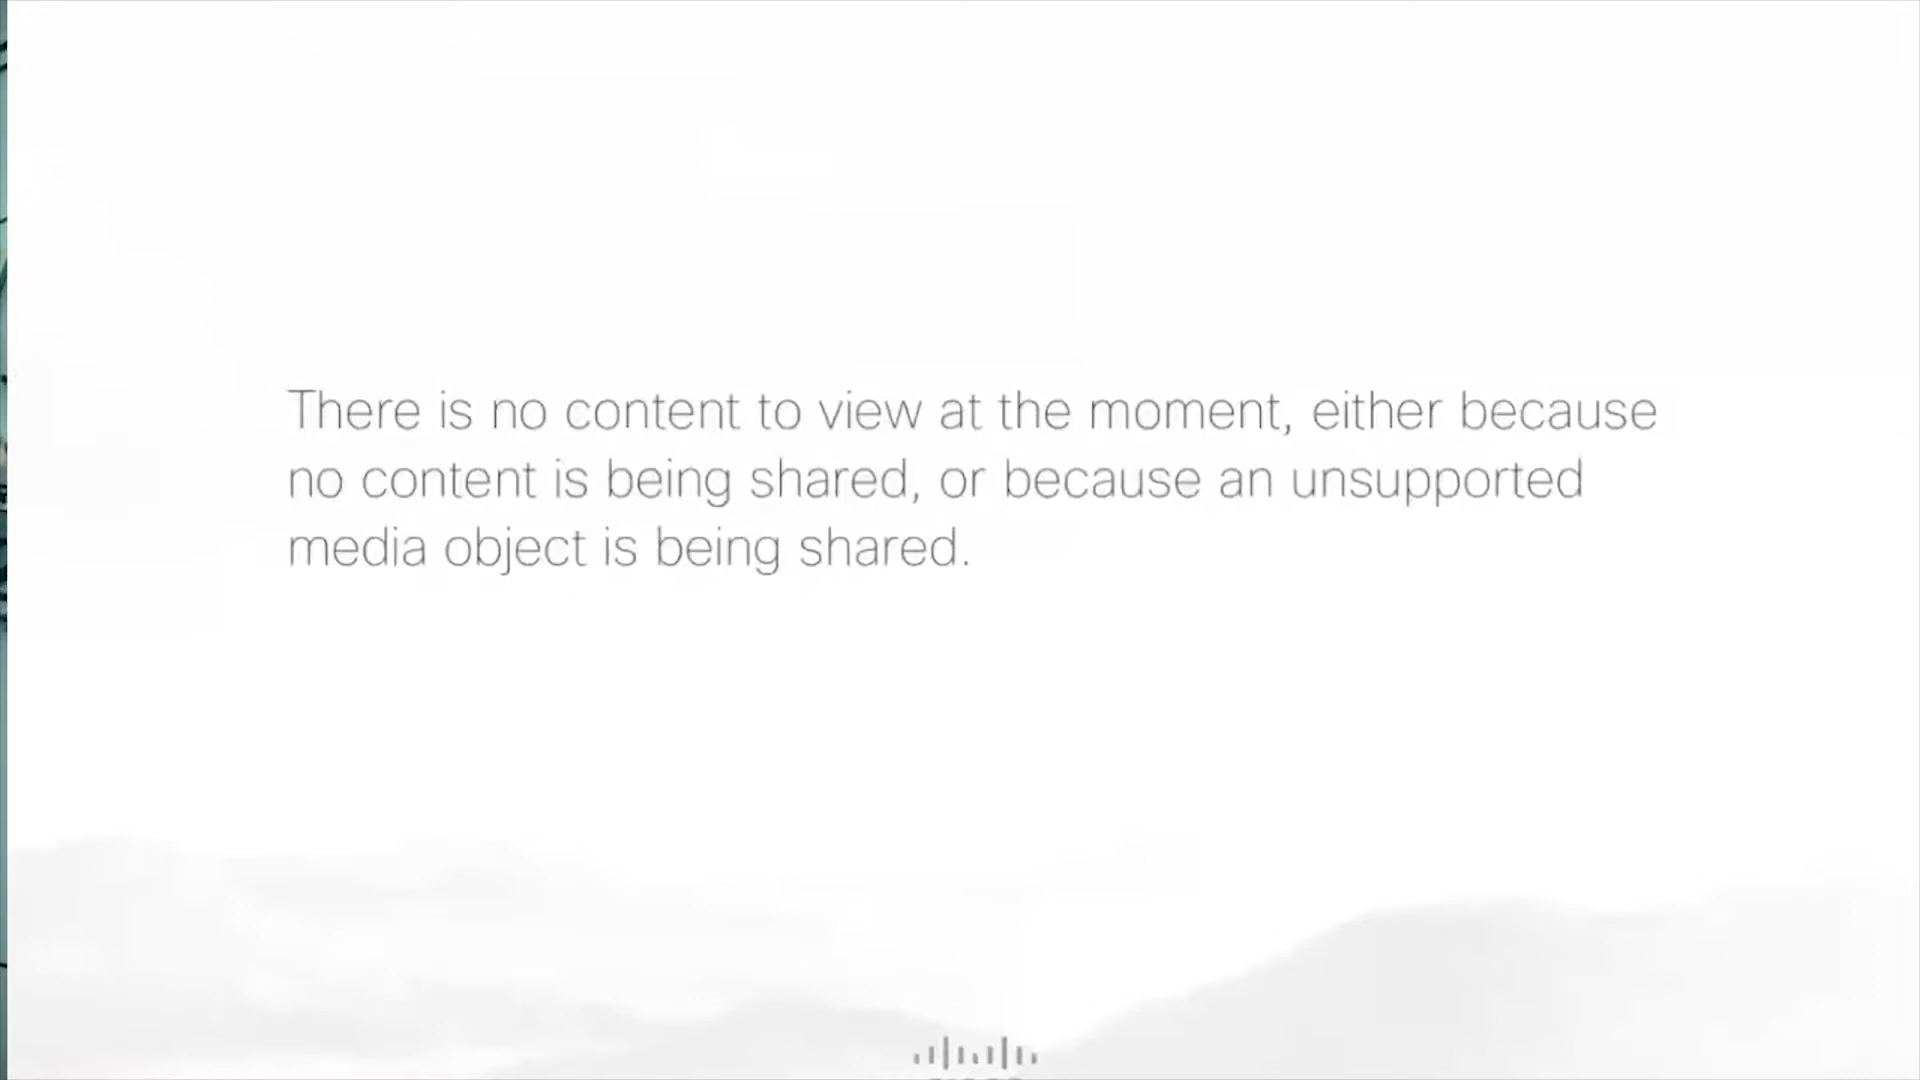 There is no content to view at the moment, either because
no content is being shared, or because an unsupported
media object is being shared.